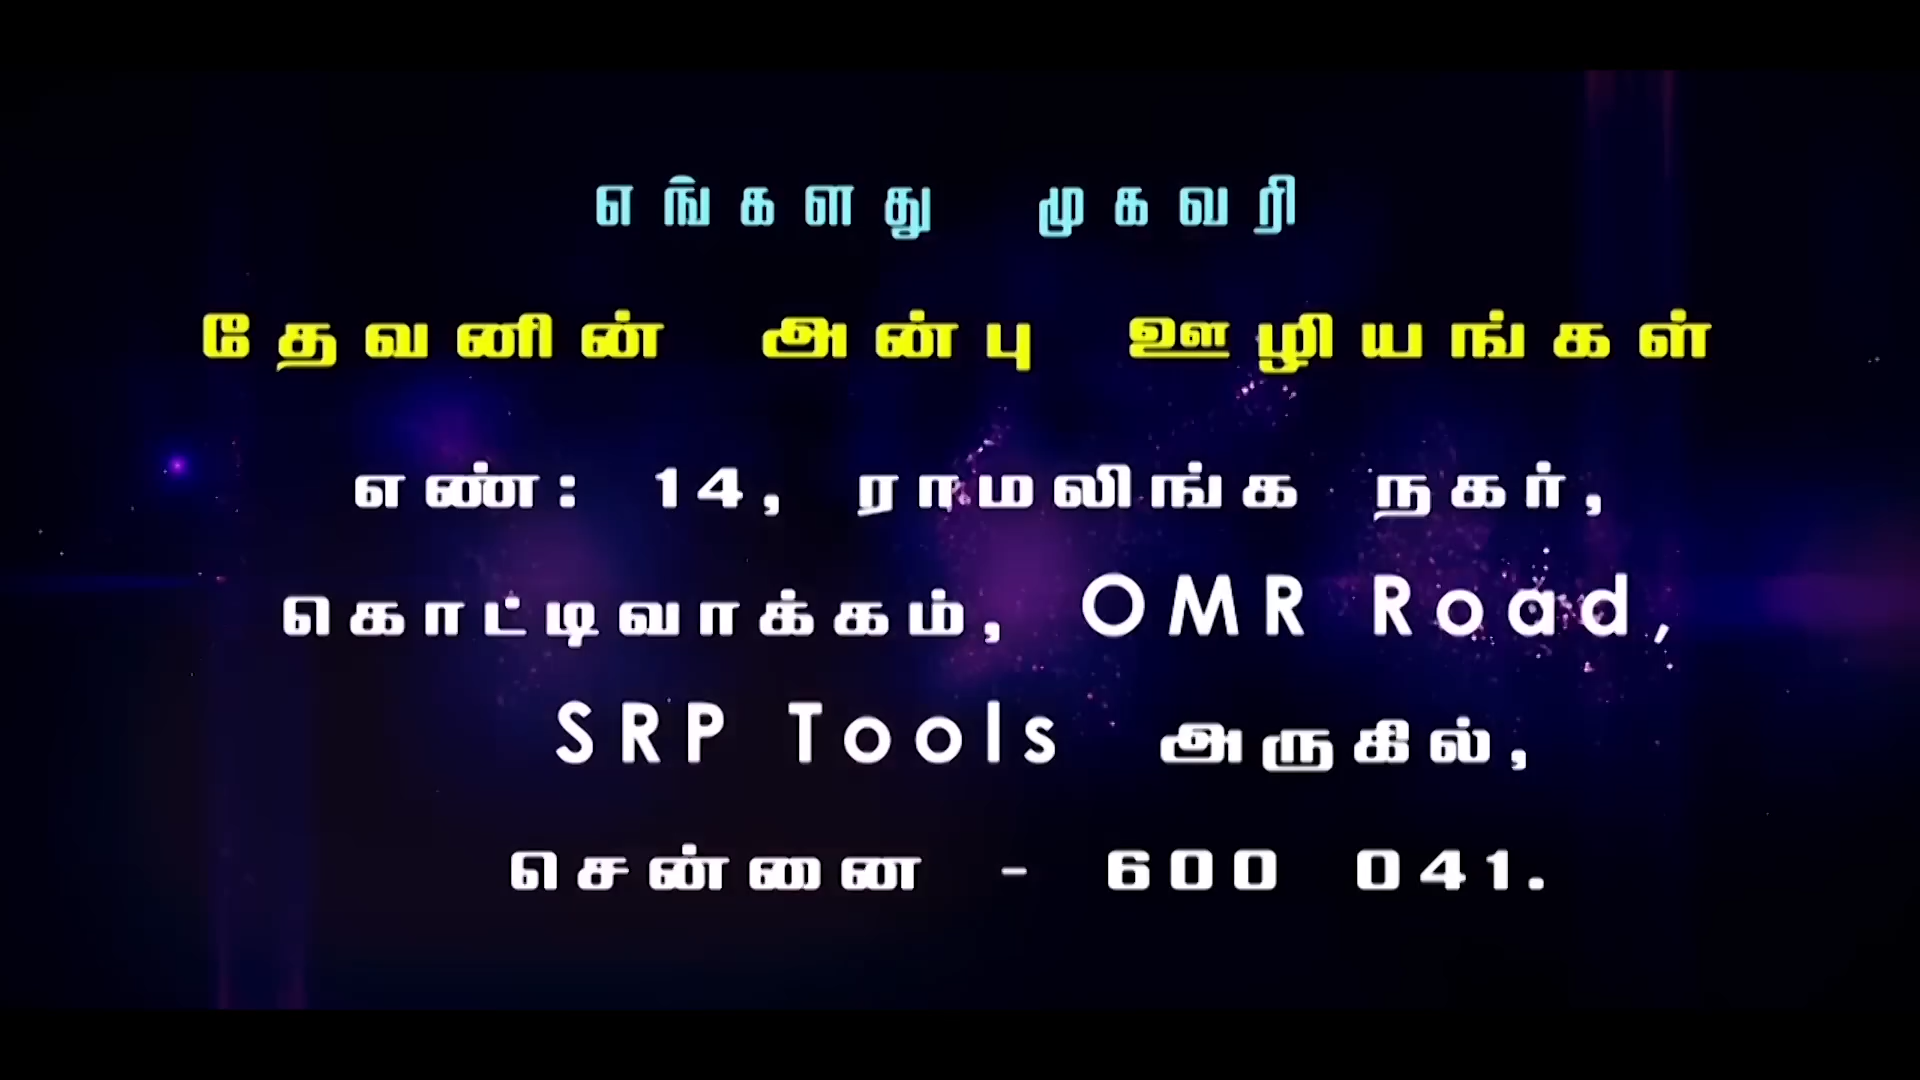 எங்களது முகவரி
தேவனின் அன்பு ஊழியங்கள்
எண்: 14, ராமலிங்க நகர்,
கொட்டிவாக்கம், OMR Road,
SRP Tools அருகில்,
சென்னை - 600 041.